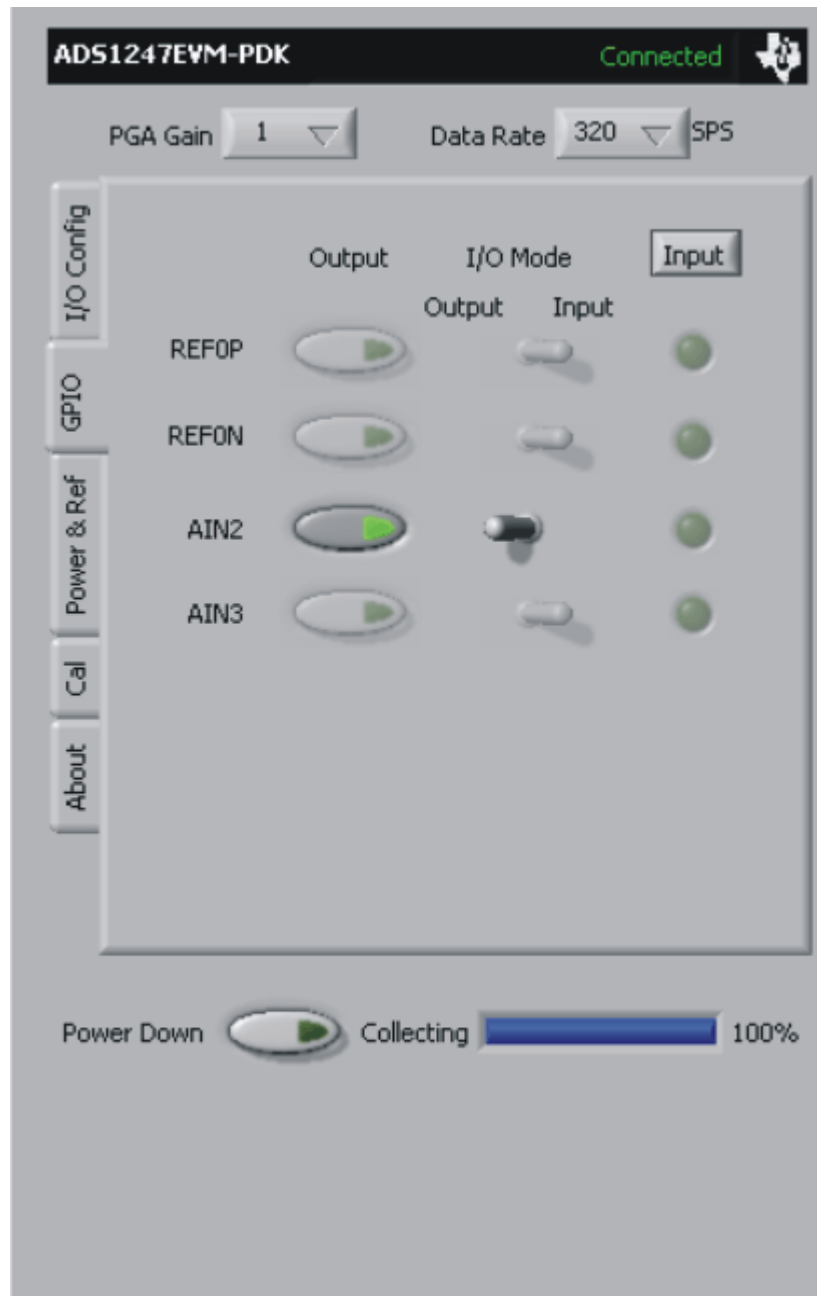 ADS1247EVM-PDK Connected
PGA Gain 1 Data Rate 320 SPS
I/O Config
GPIO
Power & Ref
Cal
About
Output I/O Mode Input
Output Input
REF0P
REF0N
AIN2
AIN3
Power Down Collecting 100%